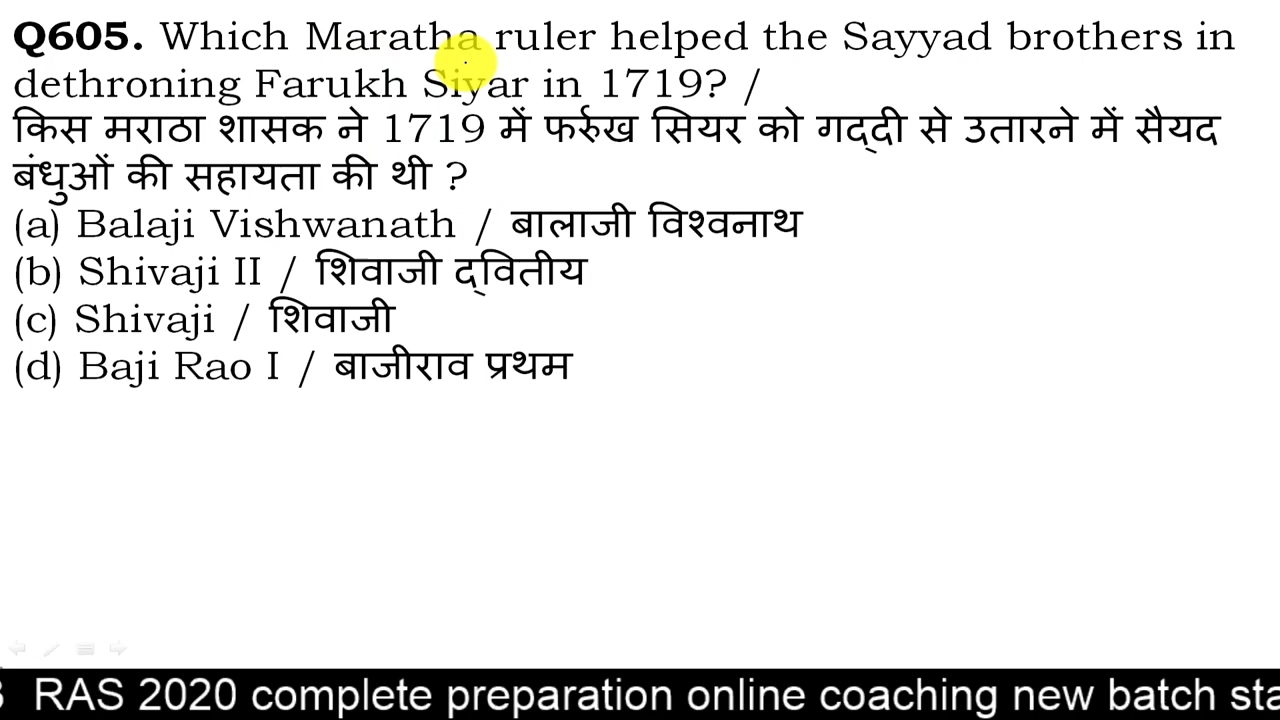 Q605. Which Maratha ruler helped the Sayyad brothers in
dethroning Farukh Siyar in 1719? /
किस मराठा शासक ने 1719 में फर्रुख सियर को गद्दी से उतारने में सैयद
बंधुओं की सहायता की थी ?
(a) Balaji Vishwanath / बालाजी विश्वनाथ
(b) Shivaji II / शिवाजी द्वितीय
(c) Shivaji / शिवाजी
(d) Baji Rao I / बाजीराव प्रथम
RAS 2020 complete preparation online coaching new batch sta